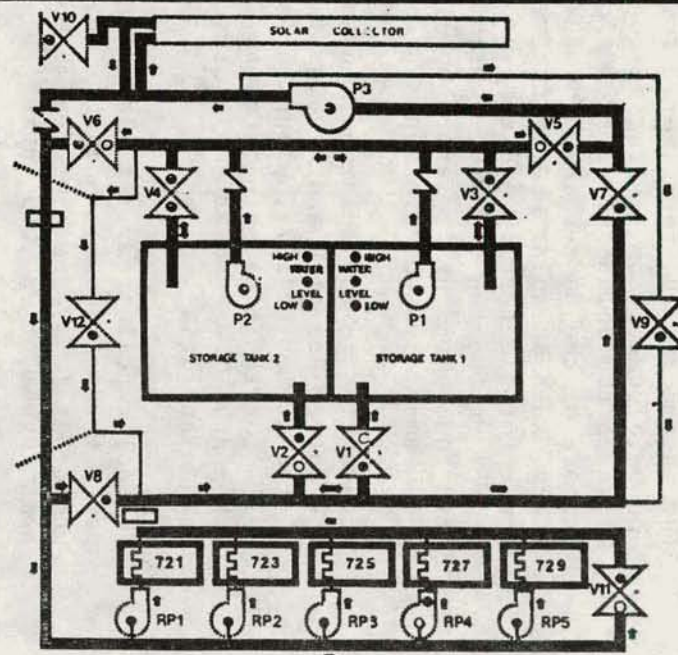 V10
SOLAR COLLECTOR
P3
V6
V5
V4
V3
V7
HIGH HIGH
WATER WATER
LEVEL LEVEL
LOW LOW
P2 P1
V12
V9
STORAGE TANK 2 STORAGE TANK 1
V2 V1
V8
721 723 725 727 729
V11
RP1 RP2 RP3 RP4 RP5